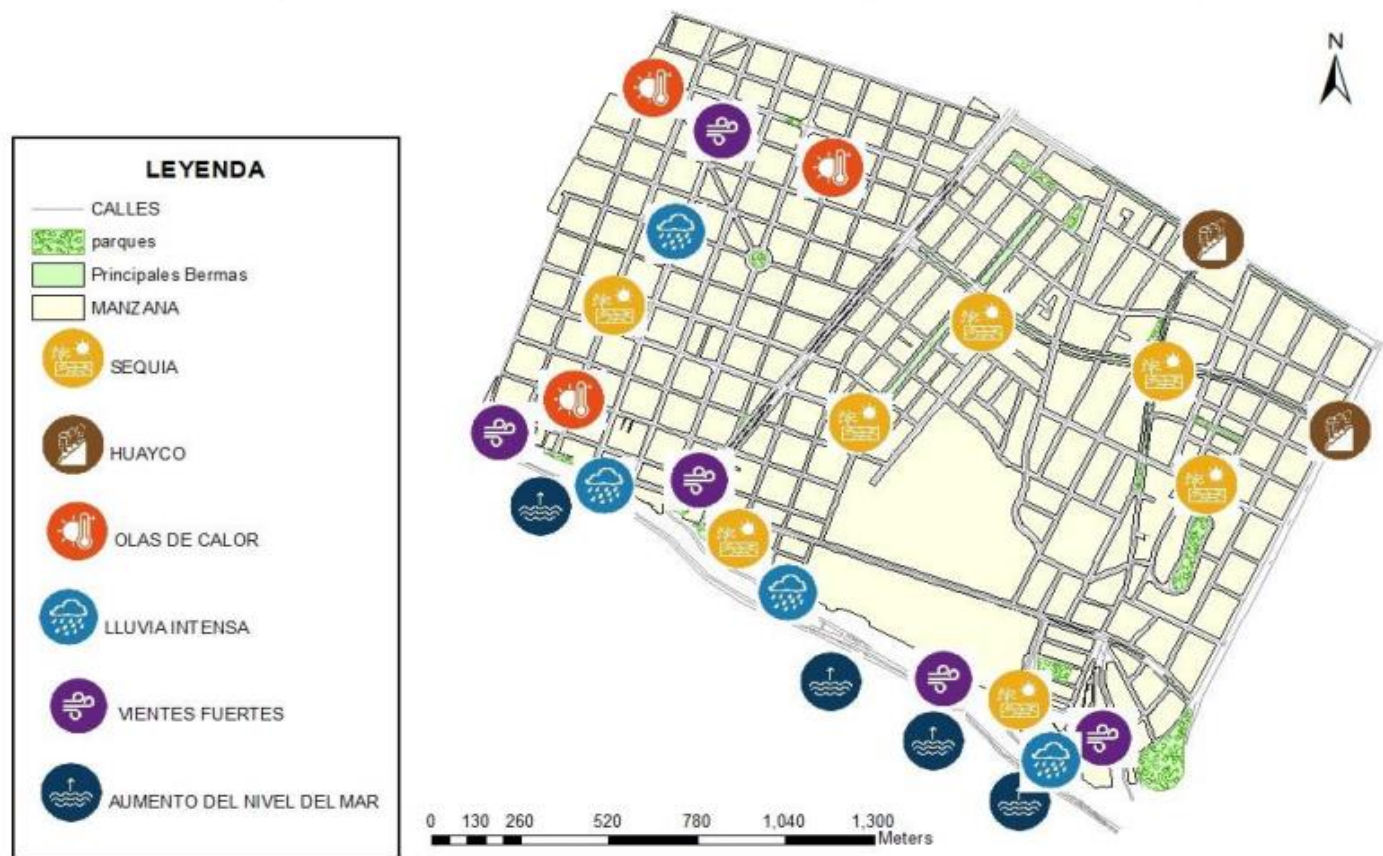 N
LEYENDA
CALLES
parques
Principales Bermas
MANZANA
SEQUIA
HUAYCO
OLAS DE CALOR
LLUVIA INTENSA
VIENTES FUERTES
AUMENTO DEL NIVEL DEL MAR
0 130 260 520 780 1,040 1,300
Meters